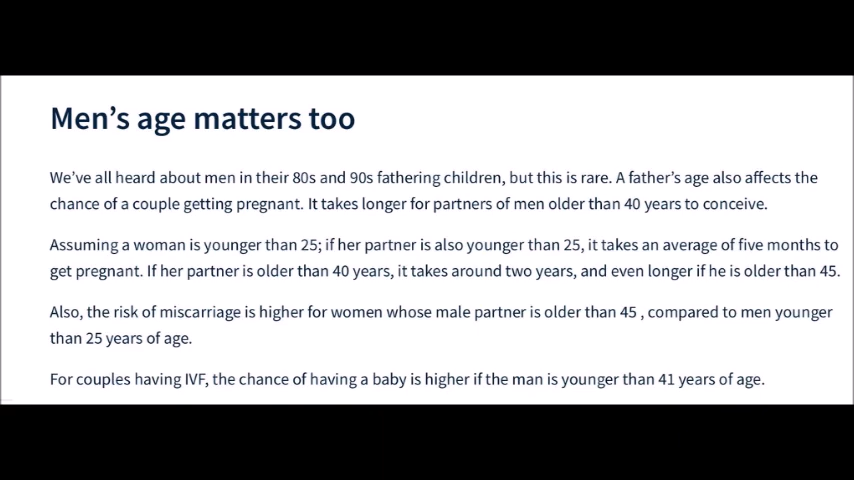 Men's age matters too
We've all heard about men in their 80s and 90s fathering children, but this is rare. A father's age also affects the
chance of a couple getting pregnant. It takes longer for partners of men older than 40 years to conceive.
Assuming a woman is younger than 25; if her partner is also younger than 25, it takes an average of five months to
get pregnant. If her partner is older than 40 years, it takes around two years, and even longer if he is older than 45.
Also, the risk of miscarriage is higher for women whose male partner is older than 45 , compared to men younger
than 25 years of age.
For couples having IVF, the chance of having a baby is higher if the man is younger than 41 years of age.